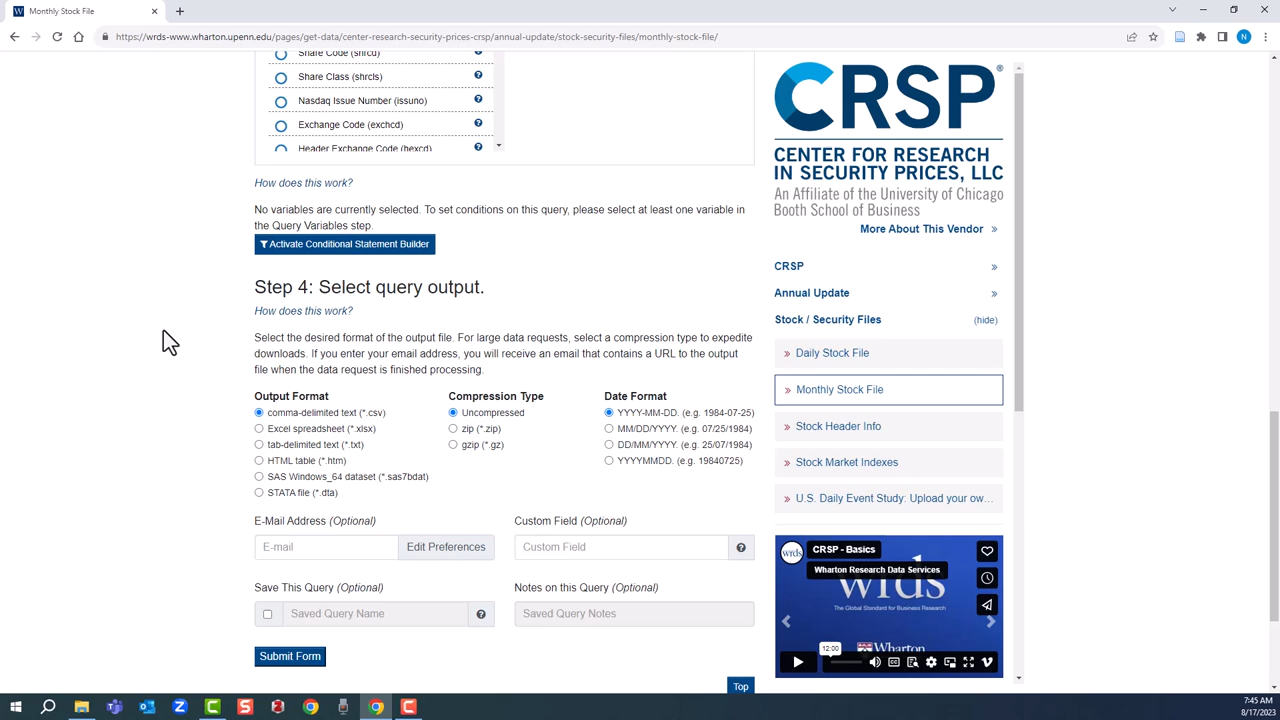 Monthly Stock File
https://wrds-www.wharton.upenn.edu/pages/get-data/center-research-security-prices-crsp/annual-update/stock-security-files/monthly-stock-file/
N
Share Code (shrcd)
Share Class (shrcls)
Nasdaq Issue Number (issuno)
Exchange Code (exchcd)
Header Exchange Code (hexcd)
How does this work?
No variables are currently selected. To set conditions on this query, please select at least one variable in
the Query Variables step.
Activate Conditional Statement Builder
Step 4: Select query output.
How does this work?
Select the desired format of the output file. For large data requests, select a compression type to expedite
downloads. If you enter your email address, you will receive an email that contains a URL to the output
file when the data request is finished processing.
Output Format
comma-delimited text (*.csv)
Excel spreadsheet (*.xlsx)
tab-delimited text (*.txt)
HTML table (*.htm)
SAS Windows_64 dataset (*.sas7bdat)
STATA file (*.dta)
Compression Type
Uncompressed
zip (*.zip)
gzip (*.gz)
Date Format
YYYY-MM-DD. (e.g. 1984-07-25)
MM/DD/YYYY. (e.g. 07/25/1984)
DD/MM/YYYY. (e.g. 25/07/1984)
YYYYMMDD. (e.g. 19840725)
E-Mail Address (Optional)
E-mail
Edit Preferences
Custom Field (Optional)
Custom Field
Save This Query (Optional)
Saved Query Name
Notes on this Query (Optional)
Saved Query Notes
Submit Form
Top
CRSP®
CENTER FOR RESEARCH
IN SECURITY PRICES, LLC
An Affiliate of the University of Chicago
Booth School of Business
More About This Vendor »
CRSP »
Annual Update »
Stock / Security Files (hide)
» Daily Stock File
» Monthly Stock File
» Stock Header Info
» Stock Market Indexes
» U.S. Daily Event Study: Upload your ow…
wrds
CRSP - Basics
Wharton Research Data Services
wrds
The Global Standard for Business Research
Wharton
12:00
7:45 AM
8/17/2023